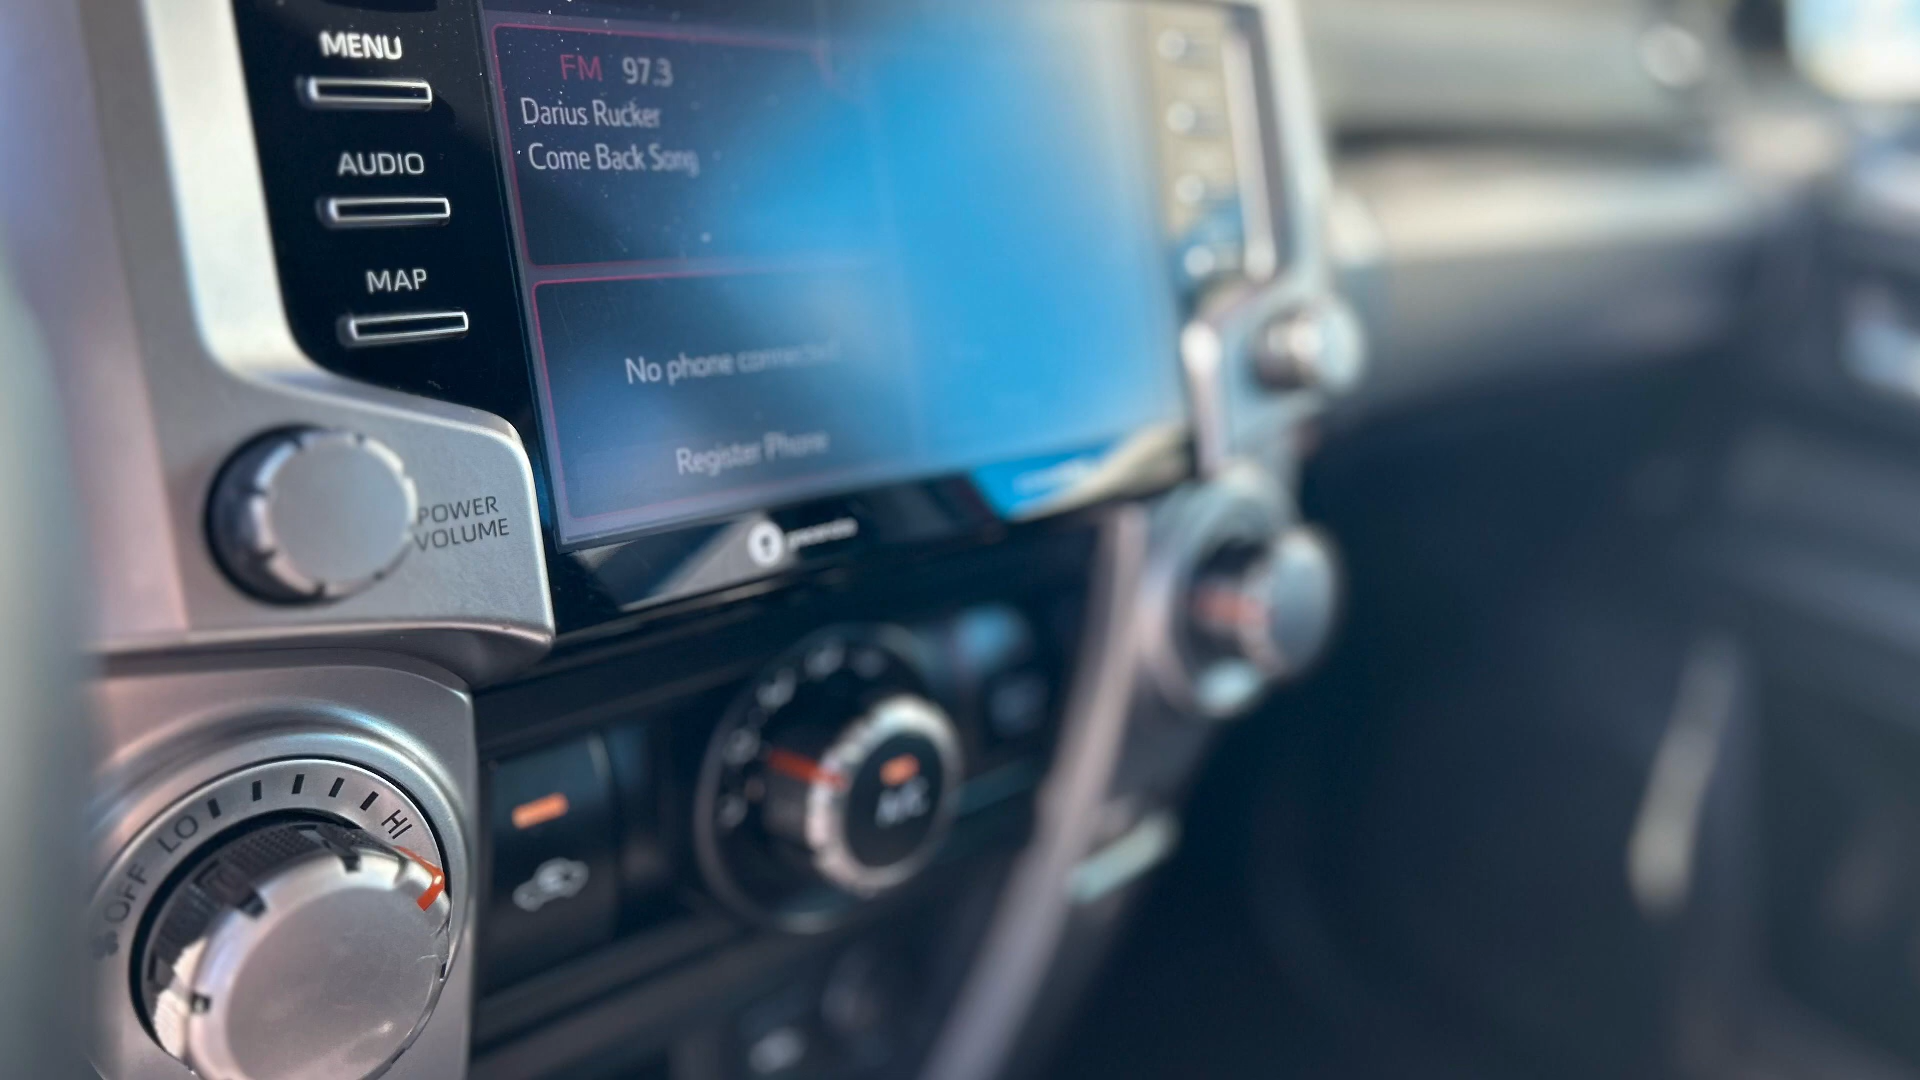 MENU
AUDIO
MAP
FM 97.3
Darius Rucker
Come Back Song
No phone connected
Register Phone
POWER
VOLUME
OFF LO HI
A/C